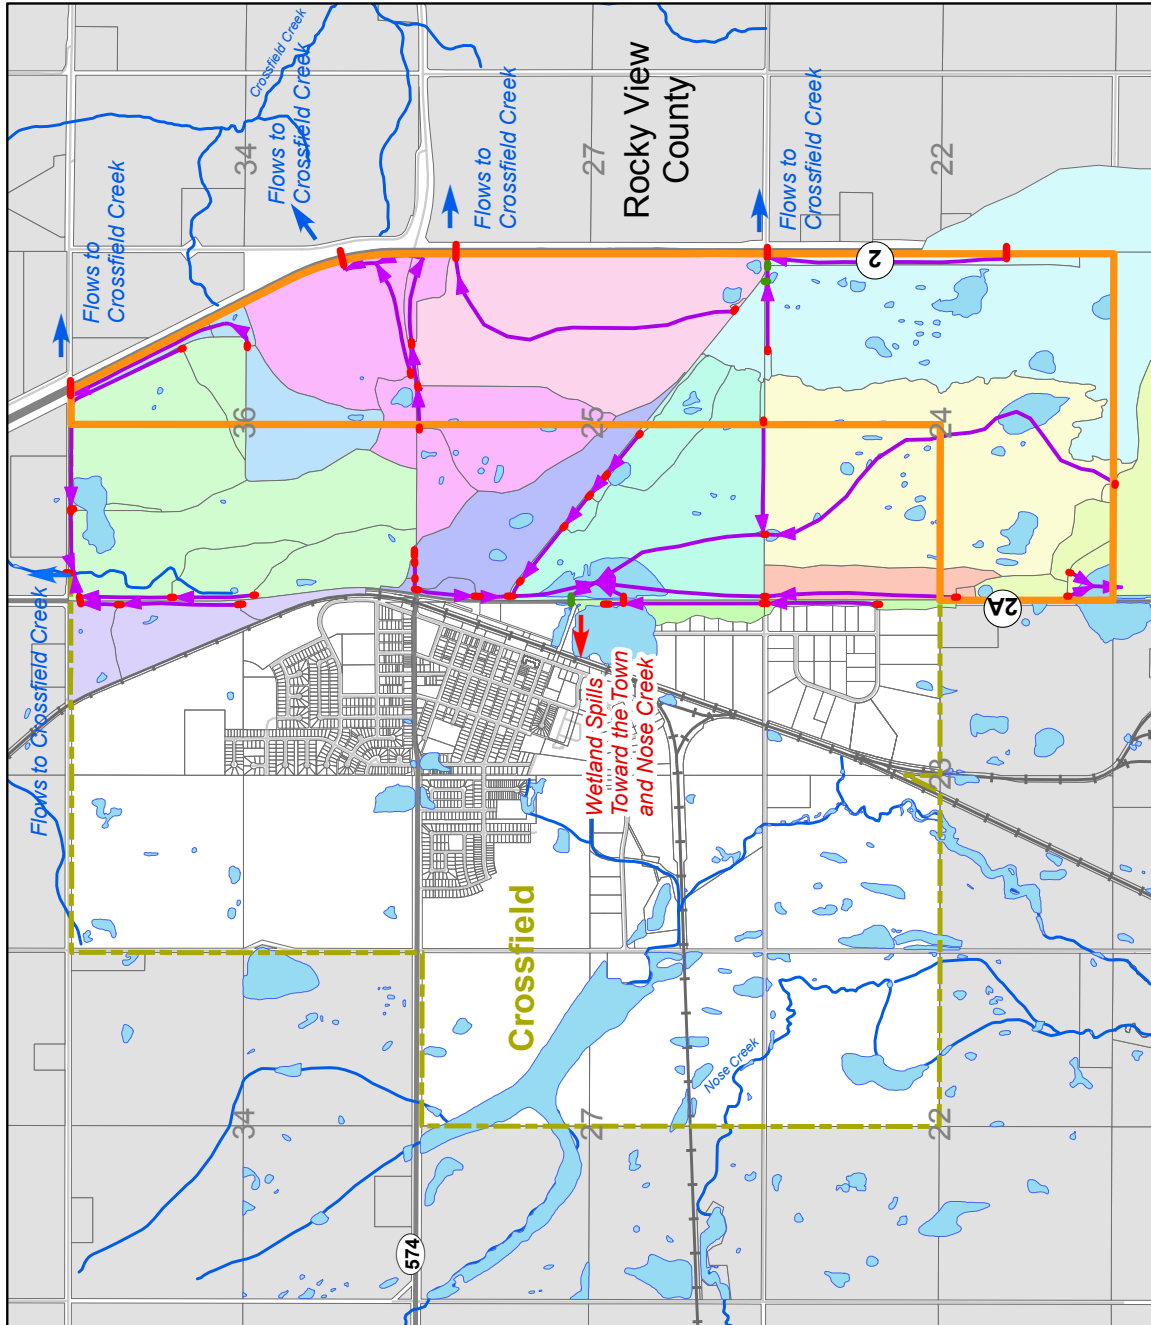 Crossfield Creek
Flows to
Crossfield Creek
Flows to
Crossfield Creek
Flows to
Crossfield Creek
Flows to
Crossfield Creek
Rocky View
County
34
27
22
2
36
25
24
2A
Flows to Crossfield Creek
Wetland Spills
Toward the Town
and Nose Creek
23
Crossfield
Nose Creek
34
27
22
574